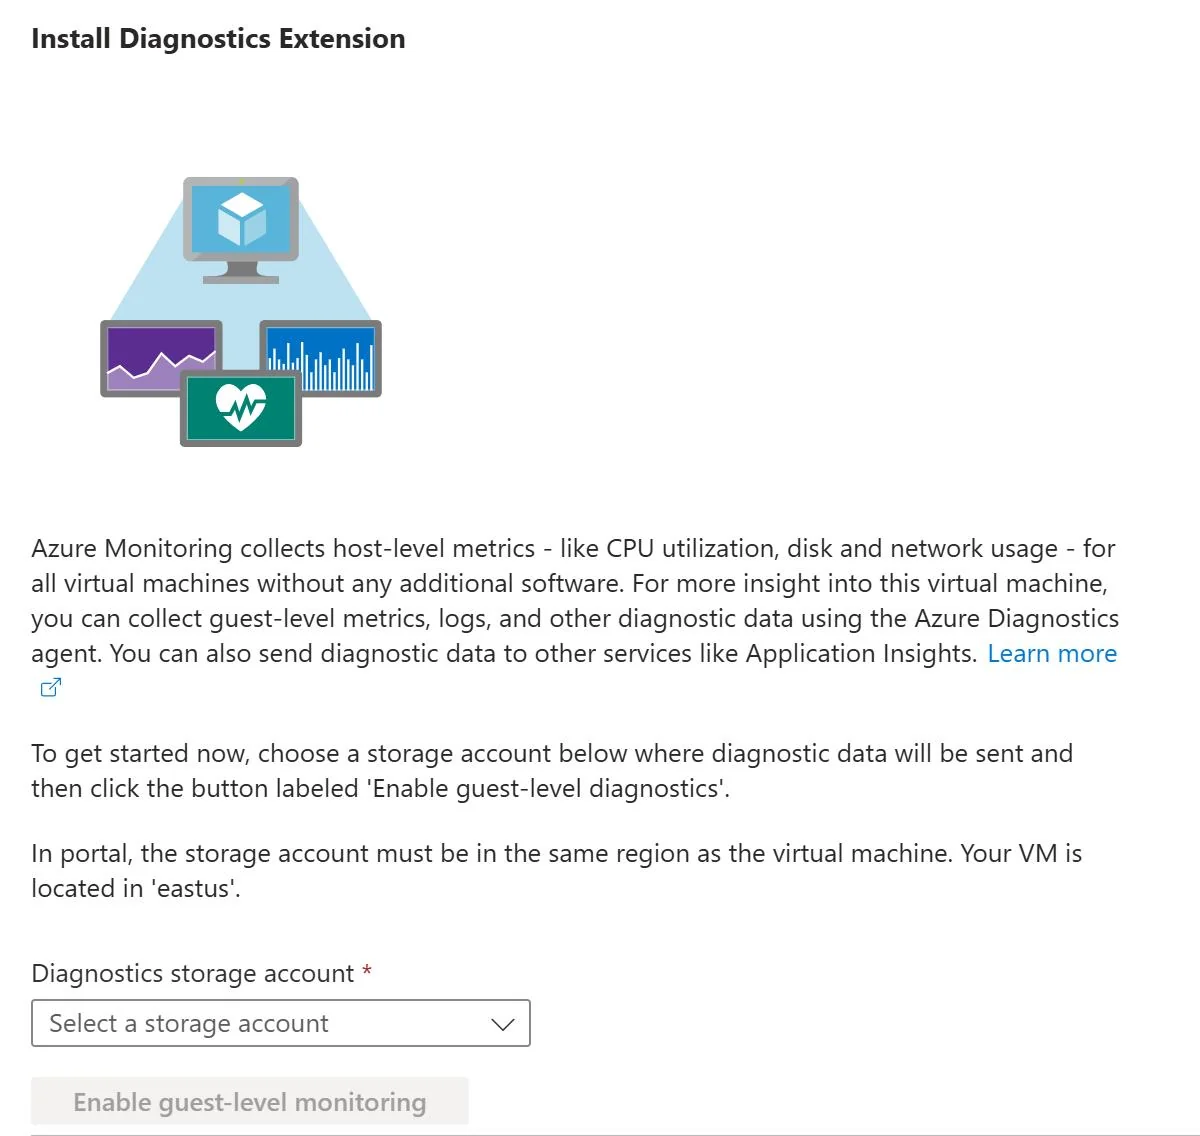 Install Diagnostics Extension
Azure Monitoring collects host-level metrics - like CPU utilization, disk and network usage - for
all virtual machines without any additional software. For more insight into this virtual machine,
you can collect guest-level metrics, logs, and other diagnostic data using the Azure Diagnostics
agent. You can also send diagnostic data to other services like Application Insights. Learn more
To get started now, choose a storage account below where diagnostic data will be sent and
then click the button labeled 'Enable guest-level diagnostics'.
In portal, the storage account must be in the same region as the virtual machine. Your VM is
located in 'eastus'.
Diagnostics storage account *
Select a storage account
Enable guest-level monitoring